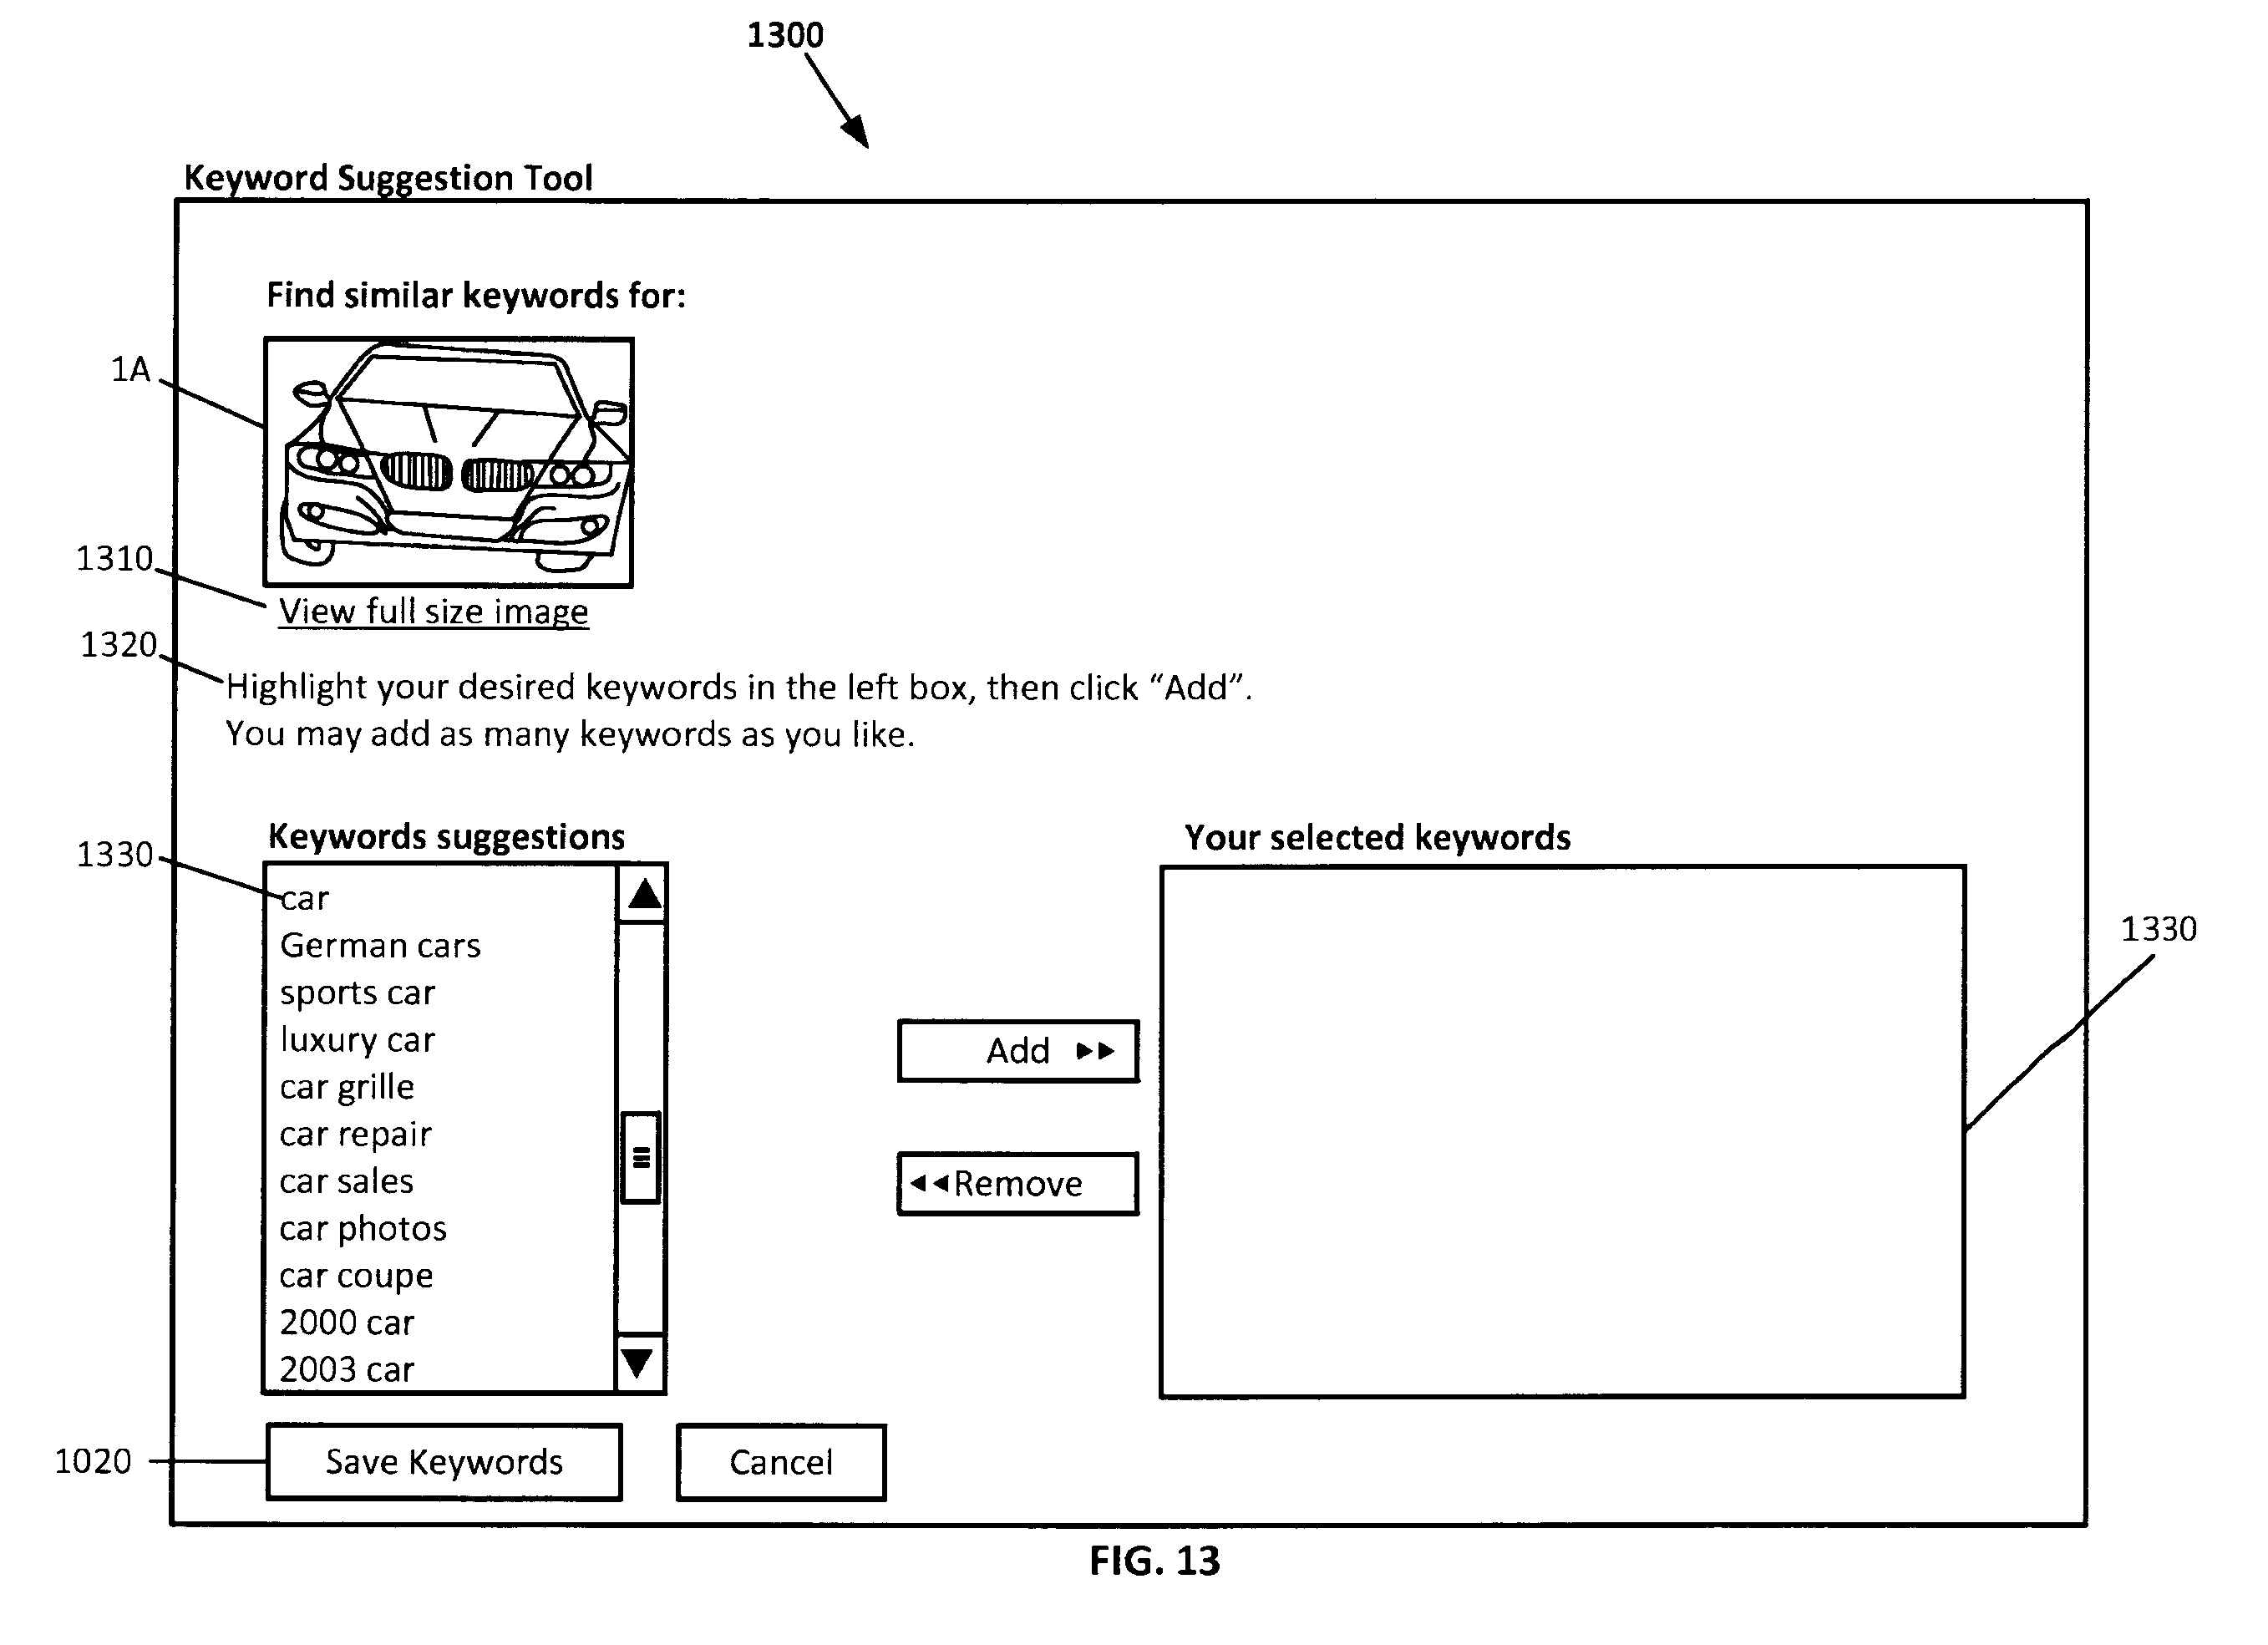 1300
Keyword Suggestion Tool
Find similar keywords for:
1A
1310
View full size image
1320
Highlight your desired keywords in the left box, then click “Add”.
You may add as many keywords as you like.
Keywords suggestions
Your selected keywords
1330
car
German cars
sports car
luxury car
car grille
car repair
car sales
car photos
car coupe
2000 car
2003 car
Add
Remove
1330
1020
Save Keywords
Cancel
FIG. 13